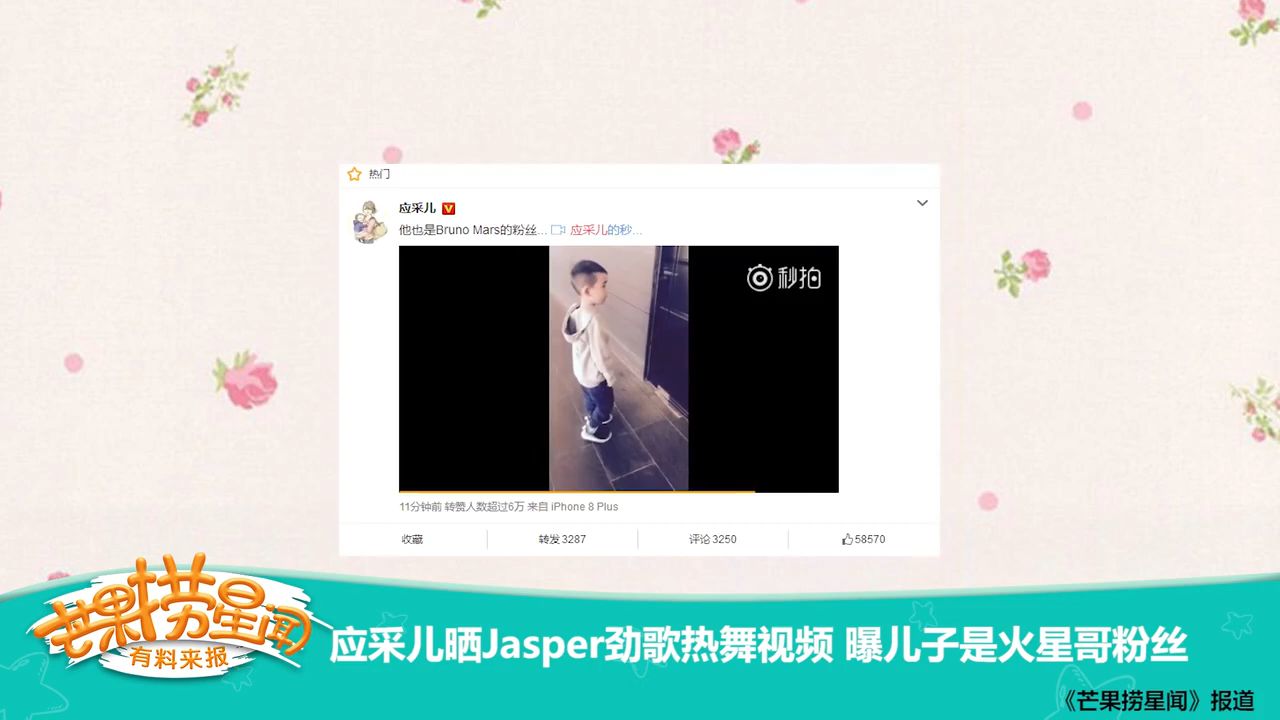 热门
应采儿 V
他也是Bruno Mars的粉丝... 应采儿的秒...
秒拍
11分钟前 转赞人数超过6万 来自 iPhone 8 Plus
收藏 转发 3287 评论 3250 58570
芒果捞星闻
有料来报
应采儿晒Jasper劲歌热舞视频 曝儿子是火星哥粉丝
《芒果捞星闻》报道